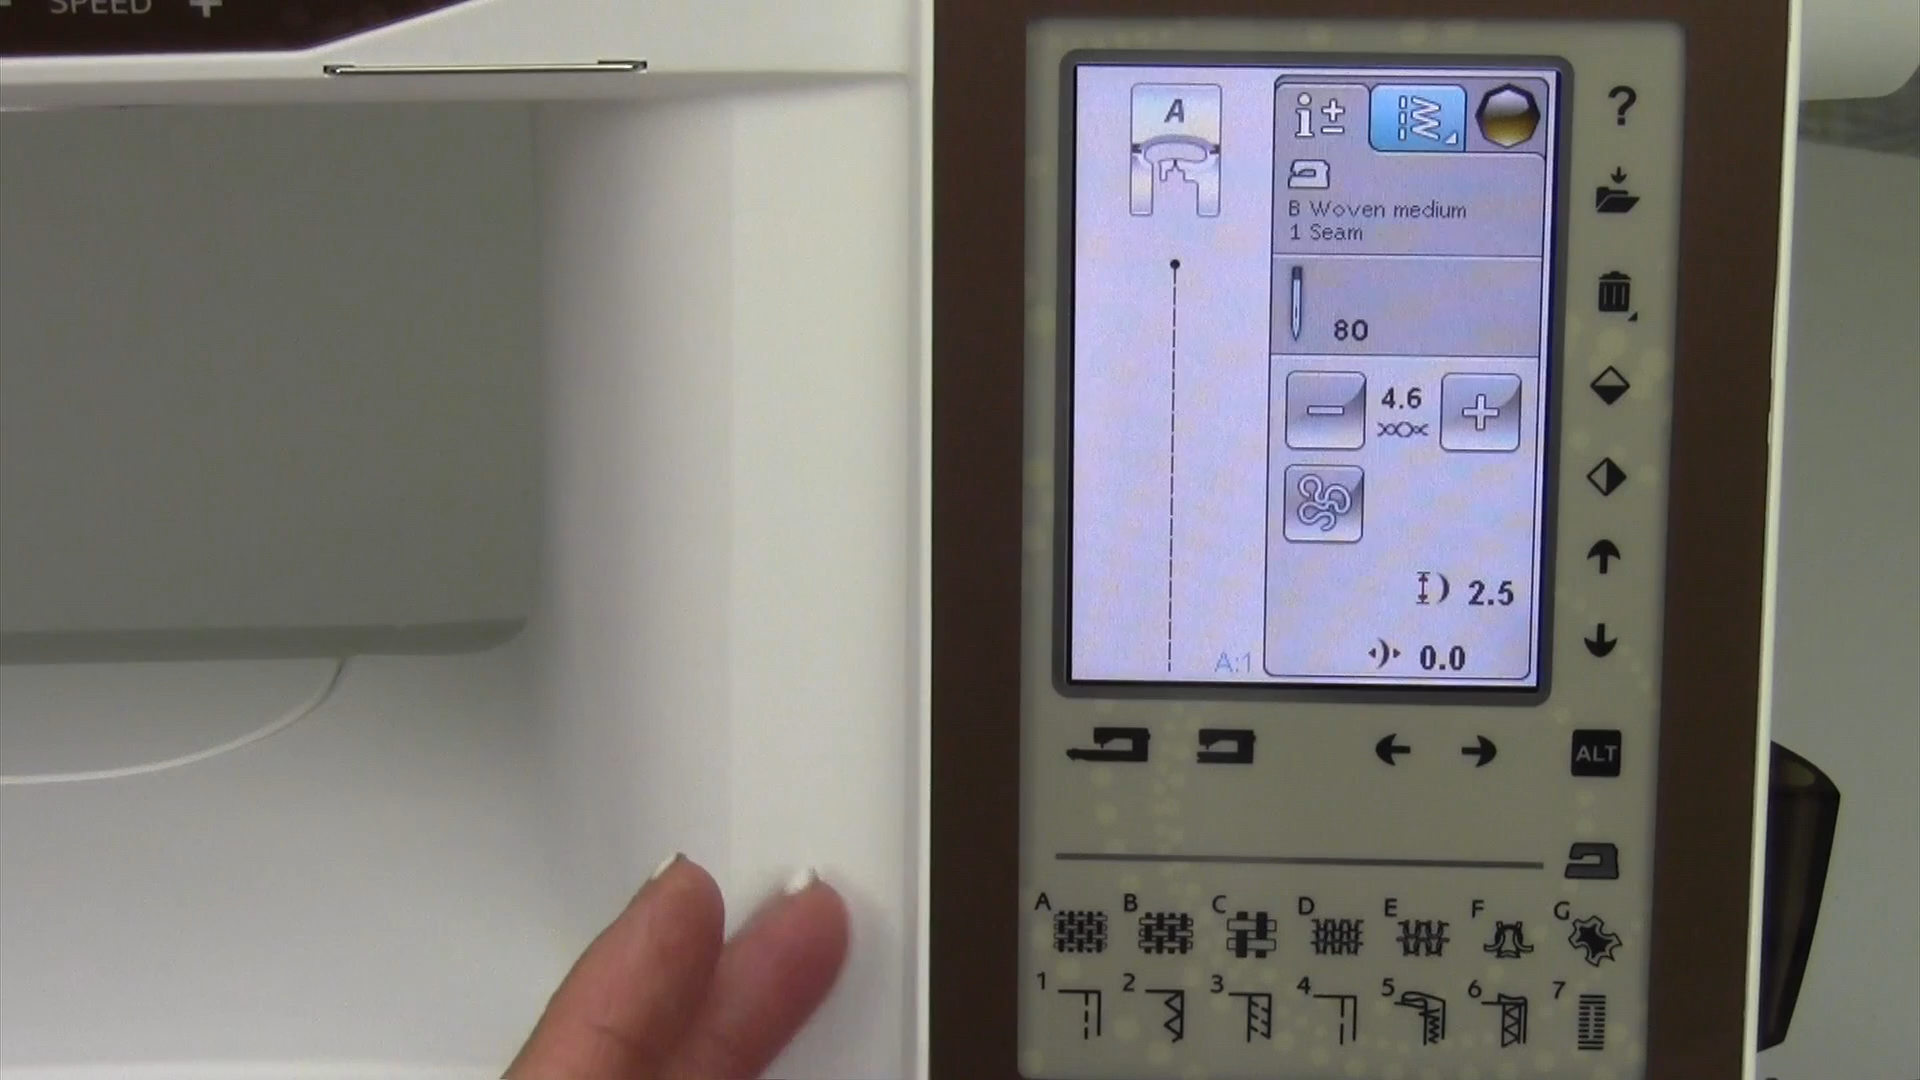 - SPEED +
A
i ±
?
B Woven medium
1 Seam
80
4.6
2.5
0.0
A:1
ALT
A B C D E F G
1 2 3 4 5 6 7